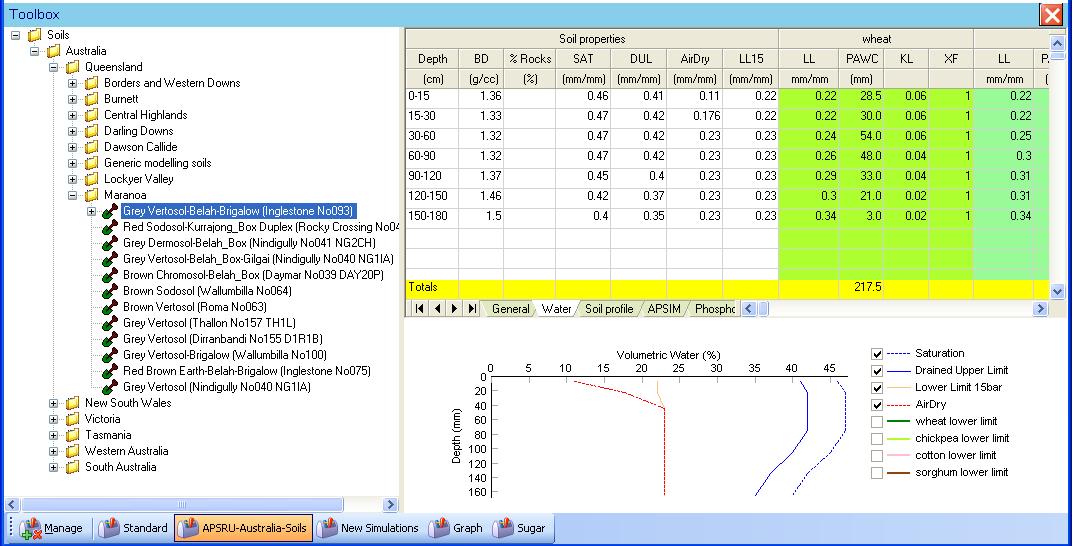 Toolbox
Soils
Australia
Queensland
Borders and Western Downs
Burnett
Central Highlands
Darling Downs
Dawson Callide
Generic modelling soils
Lockyer Valley
Maranoa
Grey Vertosol-Belah-Brigalow (Inglestone No093)
Red Sodosol-Kurrajong_Box Duplex (Rocky Crossing No04
Grey Dermosol-Belah_Box (Nindigully No041 NG2CH)
Grey Vertosol-Belah_Box-Gilgai (Nindigully No040 NG1IA)
Brown Chromosol-Belah_Box (Daymar No039 DAY20P)
Brown Sodosol (Wallumbilla No064)
Brown Vertosol (Roma No063)
Grey Vertosol (Thallon No157 TH1L)
Grey Vertosol (Dirranbandi No155 D1R1B)
Grey Vertosol-Brigalow (Wallumbilla No100)
Red Brown Earth-Belah-Brigalow (Inglestone No075)
Grey Vertosol (Nindigully No040 NG1IA)
New South Wales
Victoria
Tasmania
Western Australia
South Australia
Soil properties wheat
Depth BD % Rocks SAT DUL AirDry LL15 LL PAWC KL XF LL P
(cm) (g/cc) (%) (mm/mm) (mm/mm) (mm/mm) (mm/mm) mm/mm (mm) mm/mm (
0-15 1.36 0.46 0.41 0.11 0.22 0.22 28.5 0.06 1 0.22
15-30 1.33 0.47 0.42 0.176 0.22 0.22 30.0 0.06 1 0.22
30-60 1.32 0.47 0.42 0.23 0.23 0.24 54.0 0.06 1 0.25
60-90 1.32 0.47 0.42 0.23 0.23 0.26 48.0 0.04 1 0.3
90-120 1.37 0.45 0.4 0.23 0.23 0.29 33.0 0.04 1 0.31
120-150 1.46 0.42 0.37 0.23 0.23 0.3 21.0 0.02 1 0.31
150-180 1.5 0.4 0.35 0.23 0.23 0.34 3.0 0.02 1 0.34
Totals 217.5
General Water Soil profile APSIM Phosphc
Volumetric Water (%)
0 5 10 15 20 25 30 35 40 45
Depth (mm)
0
20
40
60
80
100
120
140
160
Saturation
Drained Upper Limit
Lower Limit 15bar
AirDry
wheat lower limit
chickpea lower limit
cotton lower limit
sorghum lower limit
Manage Standard APSRU-Australia-Soils New Simulations Graph Sugar